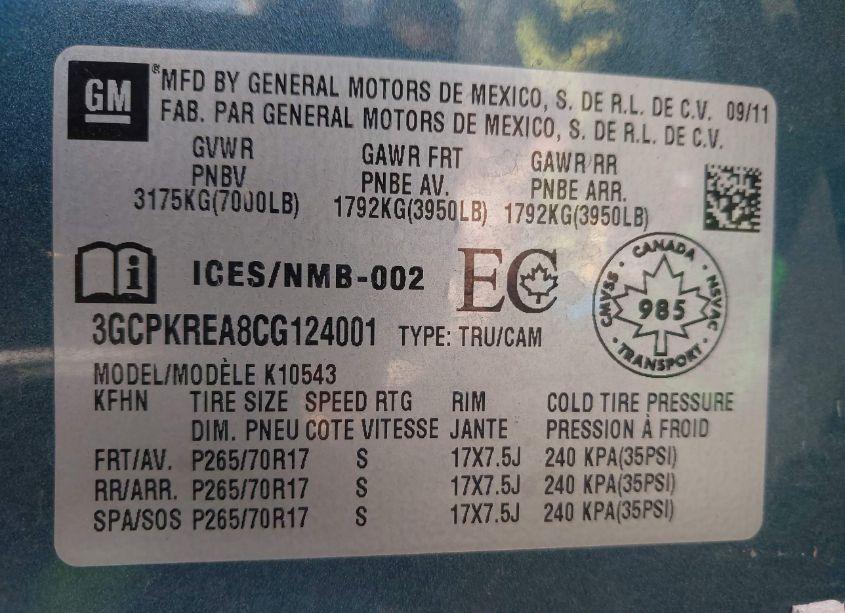 GM
®MFD BY GENERAL MOTORS DE MEXICO, S. DE R.L. DE C.V. 09/11
FAB. PAR GENERAL MOTORS DE MEXICO, S. DE R.L. DE C.V.
GVWR GAWR FRT GAWR RR
PNBV PNBE AV. PNBE ARR.
3175KG(7000LB) 1792KG(3950LB) 1792KG(3950LB)
i ICES/NMB-002 EC
CANADA
CMVSS 985 NSVAC
TRANSPORT
3GCPKREA8CG124001 TYPE: TRU/CAM
MODEL/MODÈLE K10543
KFHN TIRE SIZE SPEED RTG RIM COLD TIRE PRESSURE
DIM. PNEU COTE VITESSE JANTE PRESSION À FROID
FRT/AV. P265/70R17 S 17X7.5J 240 KPA(35PSI)
RR/ARR. P265/70R17 S 17X7.5J 240 KPA(35PSI)
SPA/SOS P265/70R17 S 17X7.5J 240 KPA(35PSI)